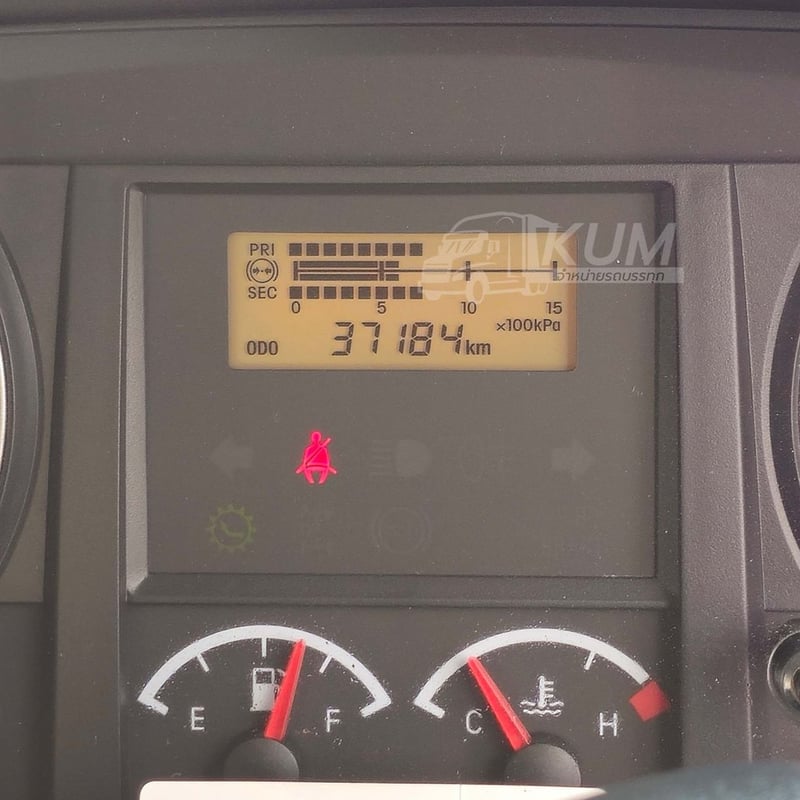 PRI
SEC
0 5 10 15
×100kPa
ODO 37184km
KUM
จำหน่ายรถบรรทุก
E F
C H